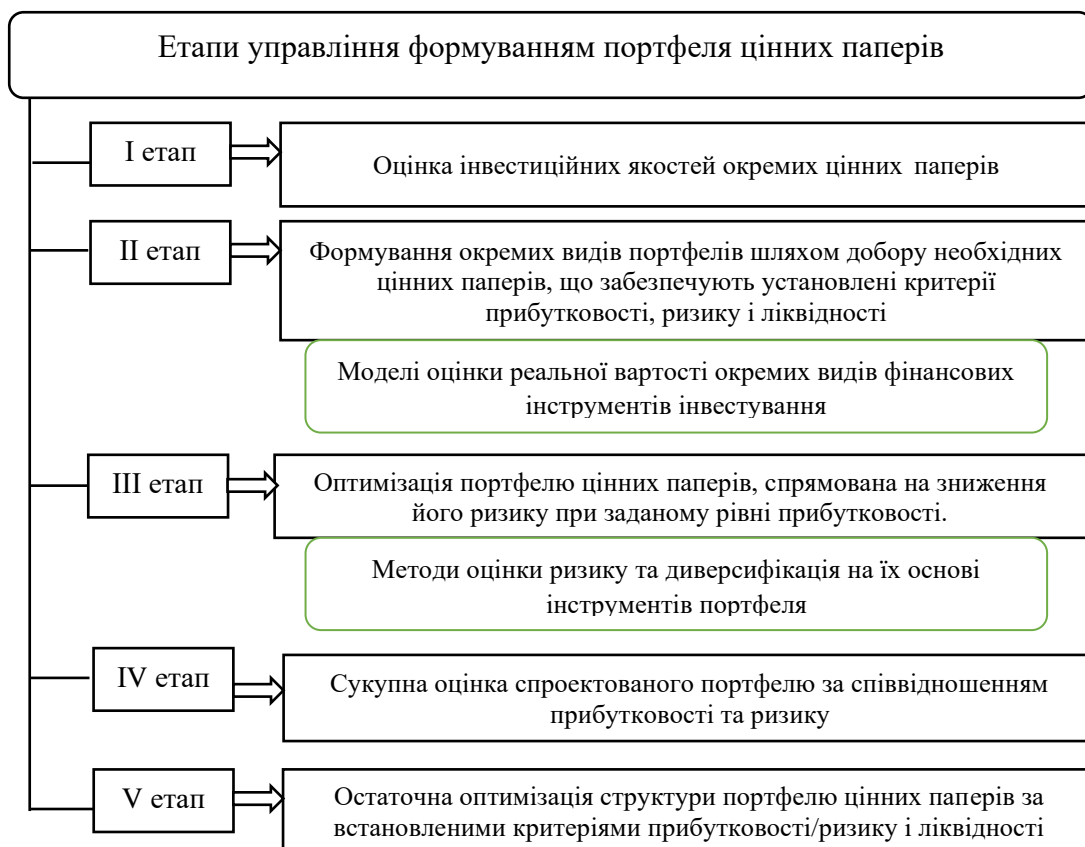 Етапи управління формуванням портфеля цінних паперів
І етап
Оцінка інвестиційних якостей окремих цінних паперів
ІІ етап
Формування окремих видів портфелів шляхом добору необхідних
цінних паперів, що забезпечують установлені критерії
прибутковості, ризику і ліквідності
Моделі оцінки реальної вартості окремих видів фінансових
інструментів інвестування
ІІІ етап
Оптимізація портфелю цінних паперів, спрямована на зниження
його ризику при заданому рівні прибутковості.
Методи оцінки ризику та диверсифікація на їх основі
інструментів портфеля
IV етап
Сукупна оцінка спроектованого портфелю за співвідношенням
прибутковості та ризику
V етап
Остаточна оптимізація структури портфелю цінних паперів за
встановленими критеріями прибутковості/ризику і ліквідності